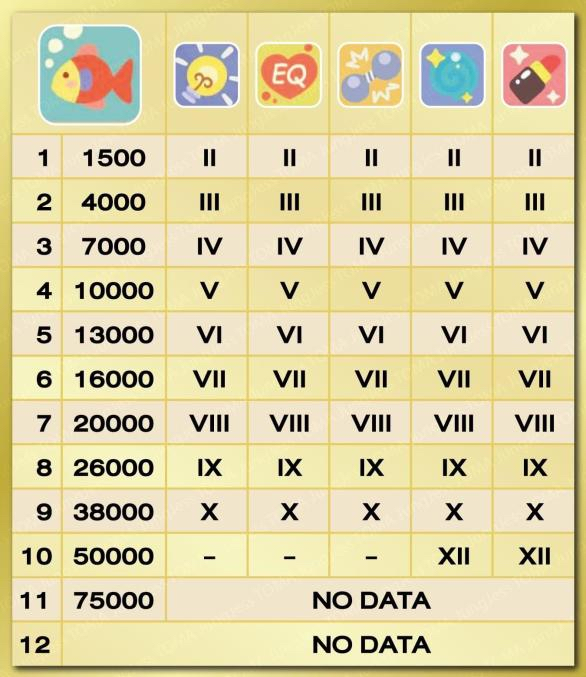 EQ
1 1500 II II II II II
2 4000 III III III III III
3 7000 IV IV IV IV IV
4 10000 V V V V V
5 13000 VI VI VI VI VI
6 16000 VII VII VII VII VII
7 20000 VIII VIII VIII VIII VIII
8 26000 IX IX IX IX IX
9 38000 X X X X X
10 50000 – – – XII XII
11 75000 NO DATA
12 NO DATA